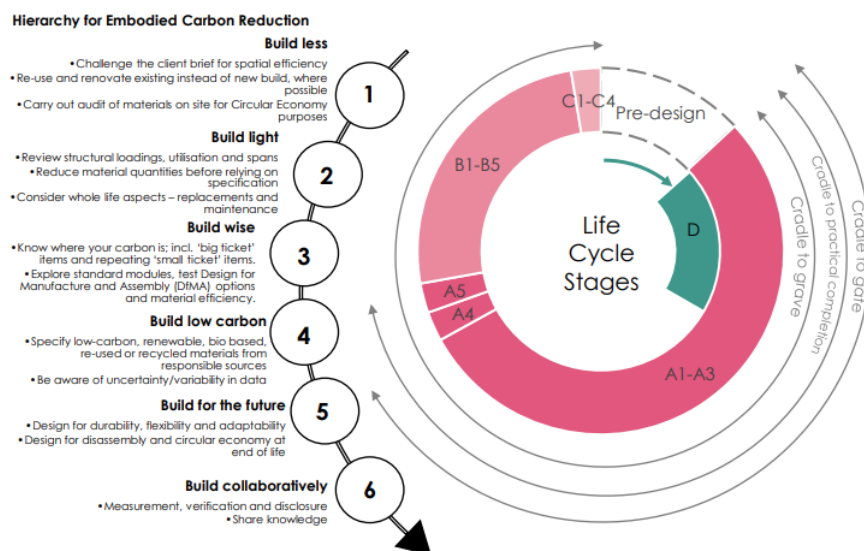 Hierarchy for Embodied Carbon Reduction
Build less
•Challenge the client brief for spatial efficiency
•Re-use and renovate existing instead of new build, where
possible
•Carry out audit of materials on site for Circular Economy
purposes
1
Build light
•Review structural loadings, utilisation and spans
•Reduce material quantities before relying on
specification
•Consider whole life aspects – replacements and
maintenance
2
Build wise
•Know where your carbon is; incl. 'big ticket'
items and repeating 'small ticket' items.
•Explore standard modules, test Design for
Manufacture and Assembly (DfMA) options
and material efficiency.
3
Build low carbon
•Specify low-carbon, renewable, bio based,
re-used or recycled materials from
responsible sources
•Be aware of uncertainty/variability in data
4
Build for the future
•Design for durability, flexibility and adaptability
•Design for disassembly and circular economy at
end of life
5
Build collaboratively
•Measurement, verification and disclosure
•Share knowledge
6
C1-C4
Pre-design
B1-B5
D
Life
Cycle
Stages
A5
A4
A1-A3
Cradle to grave
Cradle to practical completion
Cradle to gate